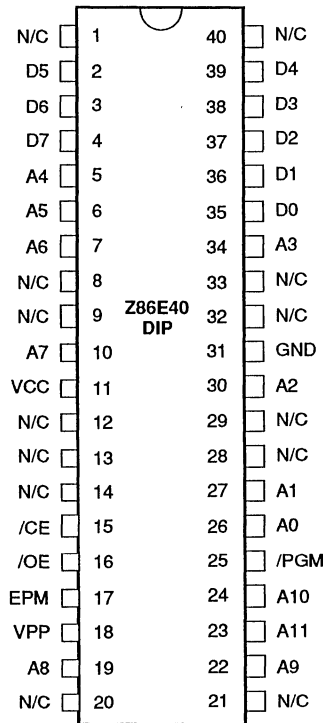 N/C 1 40 N/C
D5 2 39 D4
D6 3 38 D3
D7 4 37 D2
A4 5 36 D1
A5 6 35 D0
A6 7 34 A3
N/C 8 33 N/C
N/C 9 Z86E40 32 N/C
DIP
A7 10 31 GND
VCC 11 30 A2
N/C 12 29 N/C
N/C 13 28 N/C
N/C 14 27 A1
/CE 15 26 A0
/OE 16 25 /PGM
EPM 17 24 A10
VPP 18 23 A11
A8 19 22 A9
N/C 20 21 N/C